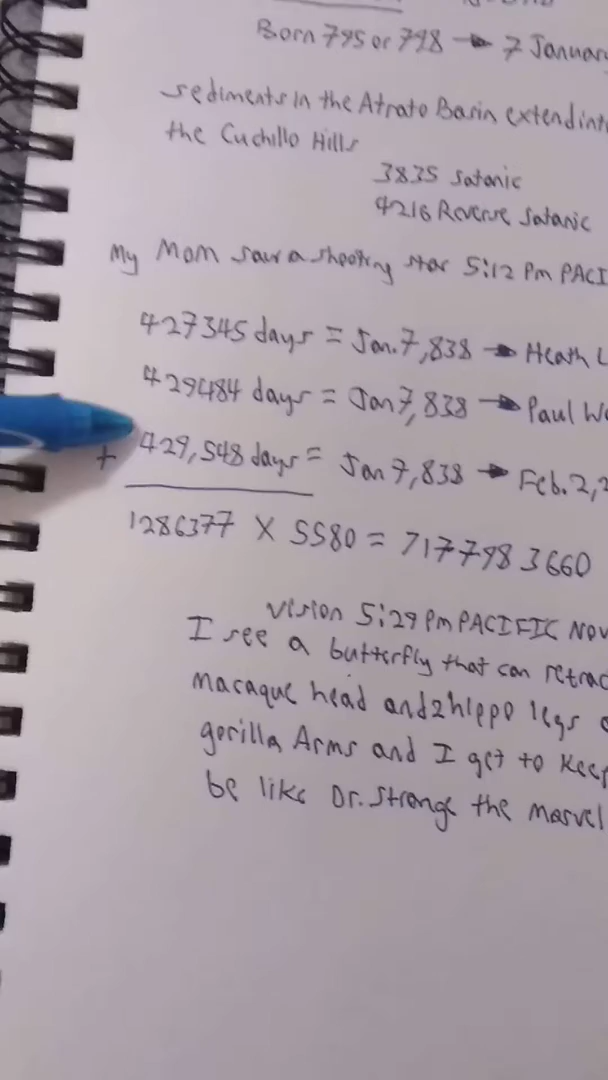 Born 795 or 798 → 7 January
sediments in the Atrato Basin extend int
the Cuchillo Hills
3835 Satanic
4216 Reverse Satanic
My Mom saw a shooting star 5:12 Pm PACI
427345 days = Jan. 7, 838 → Heath L
429484 days = Jan 7, 838 → Paul W
+ 429,548 days = Jan 7, 838 → Feb. 2, 2
1286377 X 5580 = 7177983660
Vision 5:29 Pm PACIFIC Nov
I see a butterfly that can retrac
macaque head and 2 hippo legs
gorilla Arms and I get to keep
be like Dr. Strange the marvel